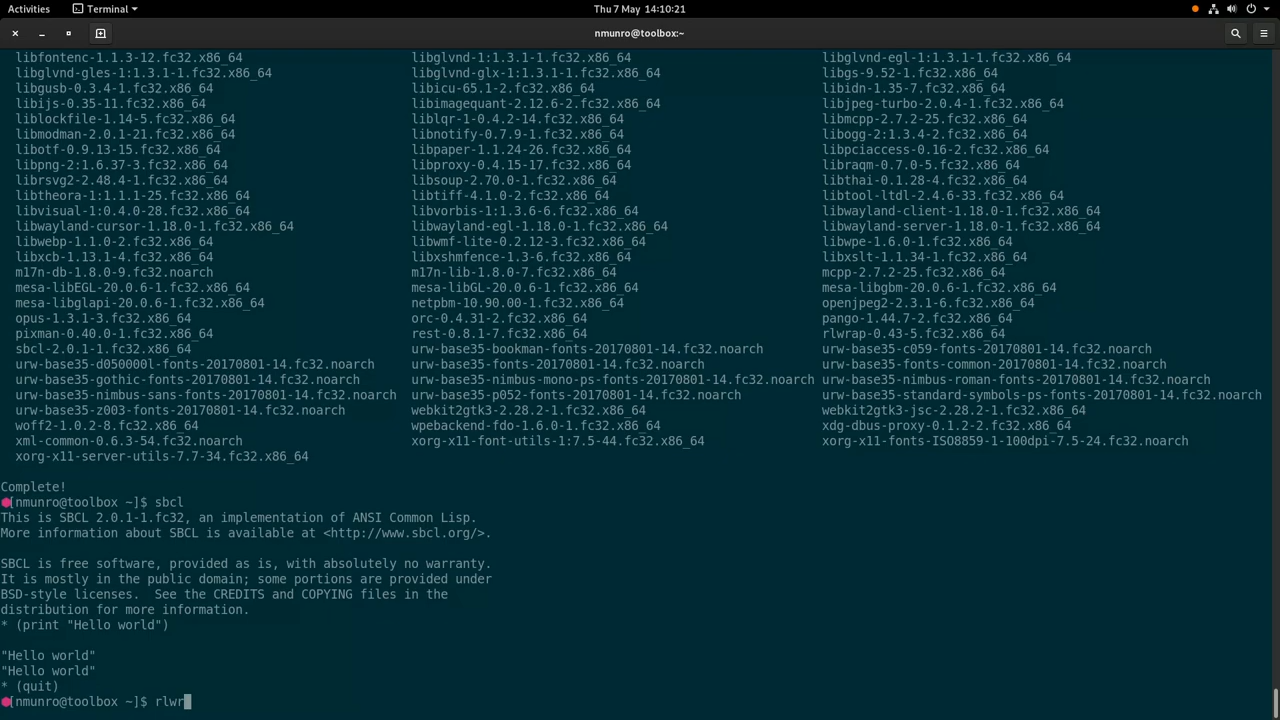 Activities Terminal Thu 7 May 14:10:21
nmunro@toolbox:~
libfontenc-1.1.3-12.fc32.x86_64 libglvnd-1:1.3.1-1.fc32.x86_64 libglvnd-egl-1:1.3.1-1.fc32.x86_64
libglvnd-gles-1:1.3.1-1.fc32.x86_64 libglvnd-glx-1:1.3.1-1.fc32.x86_64 libgs-9.52-1.fc32.x86_64
libgusb-0.3.4-1.fc32.x86_64 libicu-65.1-2.fc32.x86_64 libidn-1.35-7.fc32.x86_64
libijs-0.35-11.fc32.x86_64 libimagequant-2.12.6-2.fc32.x86_64 libjpeg-turbo-2.0.4-1.fc32.x86_64
liblockfile-1.14-5.fc32.x86_64 liblqr-1-0.4.2-14.fc32.x86_64 libmcpp-2.7.2-25.fc32.x86_64
libmodman-2.0.1-21.fc32.x86_64 libnotify-0.7.9-1.fc32.x86_64 libogg-2:1.3.4-2.fc32.x86_64
libotf-0.9.13-15.fc32.x86_64 libpaper-1.1.24-26.fc32.x86_64 libpciaccess-0.16-2.fc32.x86_64
libpng-2:1.6.37-3.fc32.x86_64 libproxy-0.4.15-17.fc32.x86_64 libraqm-0.7.0-5.fc32.x86_64
librsvg2-2.48.4-1.fc32.x86_64 libsoup-2.70.0-1.fc32.x86_64 libthai-0.1.28-4.fc32.x86_64
libtheora-1:1.1.1-25.fc32.x86_64 libtiff-4.1.0-2.fc32.x86_64 libtool-ltdl-2.4.6-33.fc32.x86_64
libvisual-1:0.4.0-28.fc32.x86_64 libvorbis-1:1.3.6-6.fc32.x86_64 libwayland-client-1.18.0-1.fc32.x86_64
libwayland-cursor-1.18.0-1.fc32.x86_64 libwayland-egl-1.18.0-1.fc32.x86_64 libwayland-server-1.18.0-1.fc32.x86_64
libwebp-1.1.0-2.fc32.x86_64 libwmf-lite-0.2.12-3.fc32.x86_64 libwpe-1.6.0-1.fc32.x86_64
libxcb-1.13.1-4.fc32.x86_64 libxshmfence-1.3-6.fc32.x86_64 libxslt-1.1.34-1.fc32.x86_64
m17n-db-1.8.0-9.fc32.noarch m17n-lib-1.8.0-7.fc32.x86_64 mcpp-2.7.2-25.fc32.x86_64
mesa-libEGL-20.0.6-1.fc32.x86_64 mesa-libGL-20.0.6-1.fc32.x86_64 mesa-libgbm-20.0.6-1.fc32.x86_64
mesa-libglapi-20.0.6-1.fc32.x86_64 netpbm-10.90.00-1.fc32.x86_64 openjpeg2-2.3.1-6.fc32.x86_64
opus-1.3.1-3.fc32.x86_64 orc-0.4.31-2.fc32.x86_64 pango-1.44.7-2.fc32.x86_64
pixman-0.40.0-1.fc32.x86_64 rest-0.8.1-7.fc32.x86_64 rlwrap-0.43-5.fc32.x86_64
sbcl-2.0.1-1.fc32.x86_64 urw-base35-bookman-fonts-20170801-14.fc32.noarch urw-base35-c059-fonts-20170801-14.fc32.noarch
urw-base35-d050000l-fonts-20170801-14.fc32.noarch urw-base35-fonts-20170801-14.fc32.noarch urw-base35-fonts-common-20170801-14.fc32.noarch
urw-base35-gothic-fonts-20170801-14.fc32.noarch urw-base35-nimbus-mono-ps-fonts-20170801-14.fc32.noarch urw-base35-nimbus-roman-fonts-20170801-14.fc32.noarch
urw-base35-nimbus-sans-fonts-20170801-14.fc32.noarch urw-base35-p052-fonts-20170801-14.fc32.noarch urw-base35-standard-symbols-ps-fonts-20170801-14.fc32.noarch
urw-base35-z003-fonts-20170801-14.fc32.noarch webkit2gtk3-2.28.2-1.fc32.x86_64 webkit2gtk3-jsc-2.28.2-1.fc32.x86_64
woff2-1.0.2-8.fc32.x86_64 wpebackend-fdo-1.6.0-1.fc32.x86_64 xdg-dbus-proxy-0.1.2-2.fc32.x86_64
xml-common-0.6.3-54.fc32.noarch xorg-x11-font-utils-1:7.5-44.fc32.x86_64 xorg-x11-fonts-ISO8859-1-100dpi-7.5-24.fc32.noarch
xorg-x11-server-utils-7.7-34.fc32.x86_64
Complete!
[nmunro@toolbox ~]$ sbcl
This is SBCL 2.0.1-1.fc32, an implementation of ANSI Common Lisp.
More information about SBCL is available at <http://www.sbcl.org/>.
SBCL is free software, provided as is, with absolutely no warranty.
It is mostly in the public domain; some portions are provided under
BSD-style licenses.  See the CREDITS and COPYING files in the
distribution for more information.
* (print "Hello world")
"Hello world"
"Hello world"
* (quit)
[nmunro@toolbox ~]$ rlwr